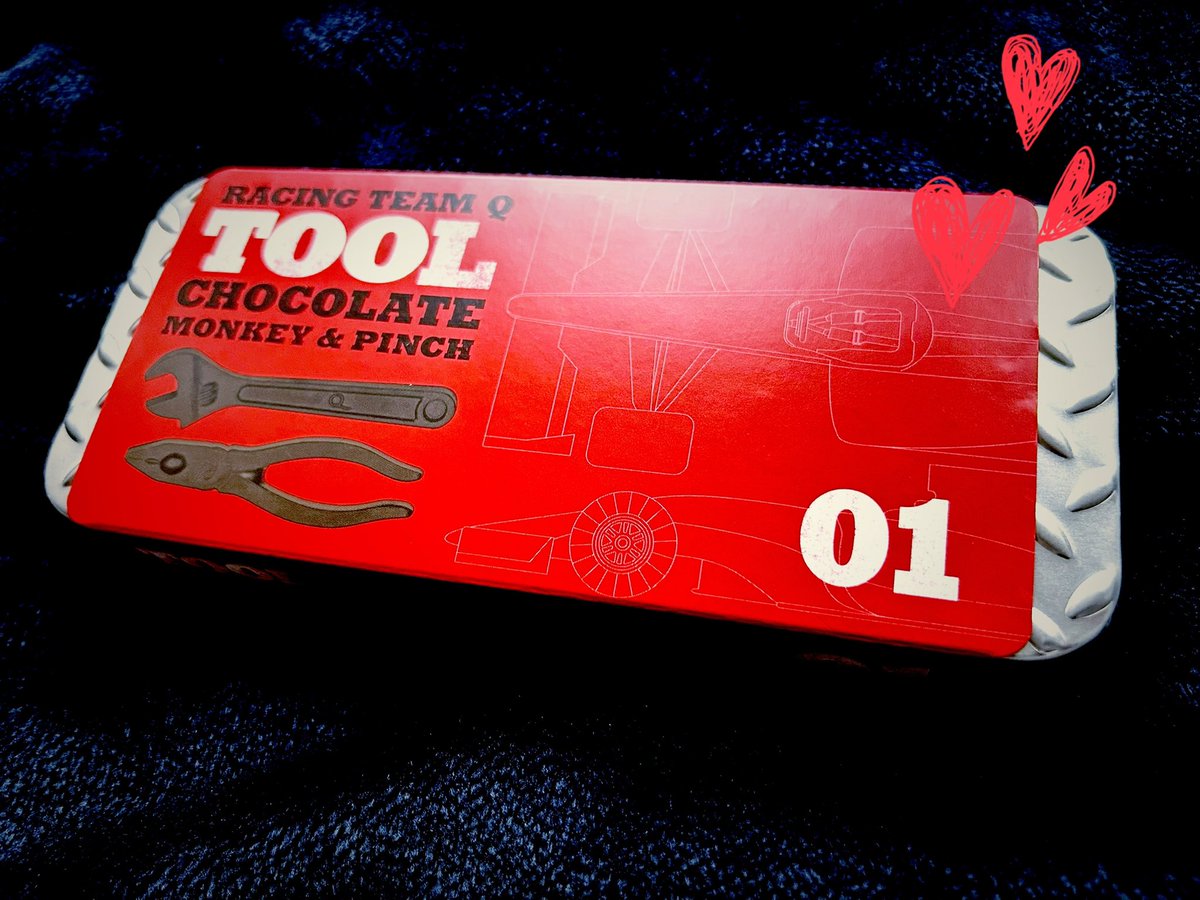 RACING TEAM Q
TOOL
CHOCOLATE
MONKEY & PINCH
Q
01